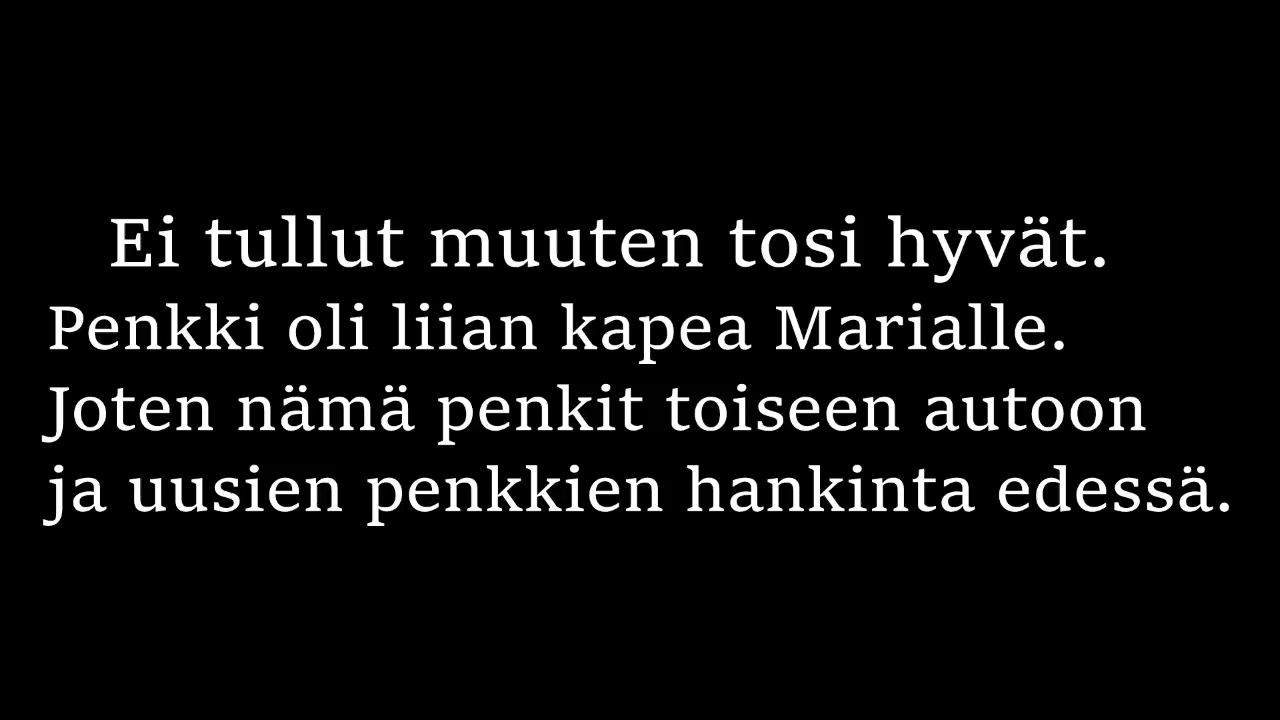 Ei tullut muuten tosi hyvät.
Penkki oli liian kapea Marialle.
Joten nämä penkit toiseen autoon
ja uusien penkkien hankinta edessä.